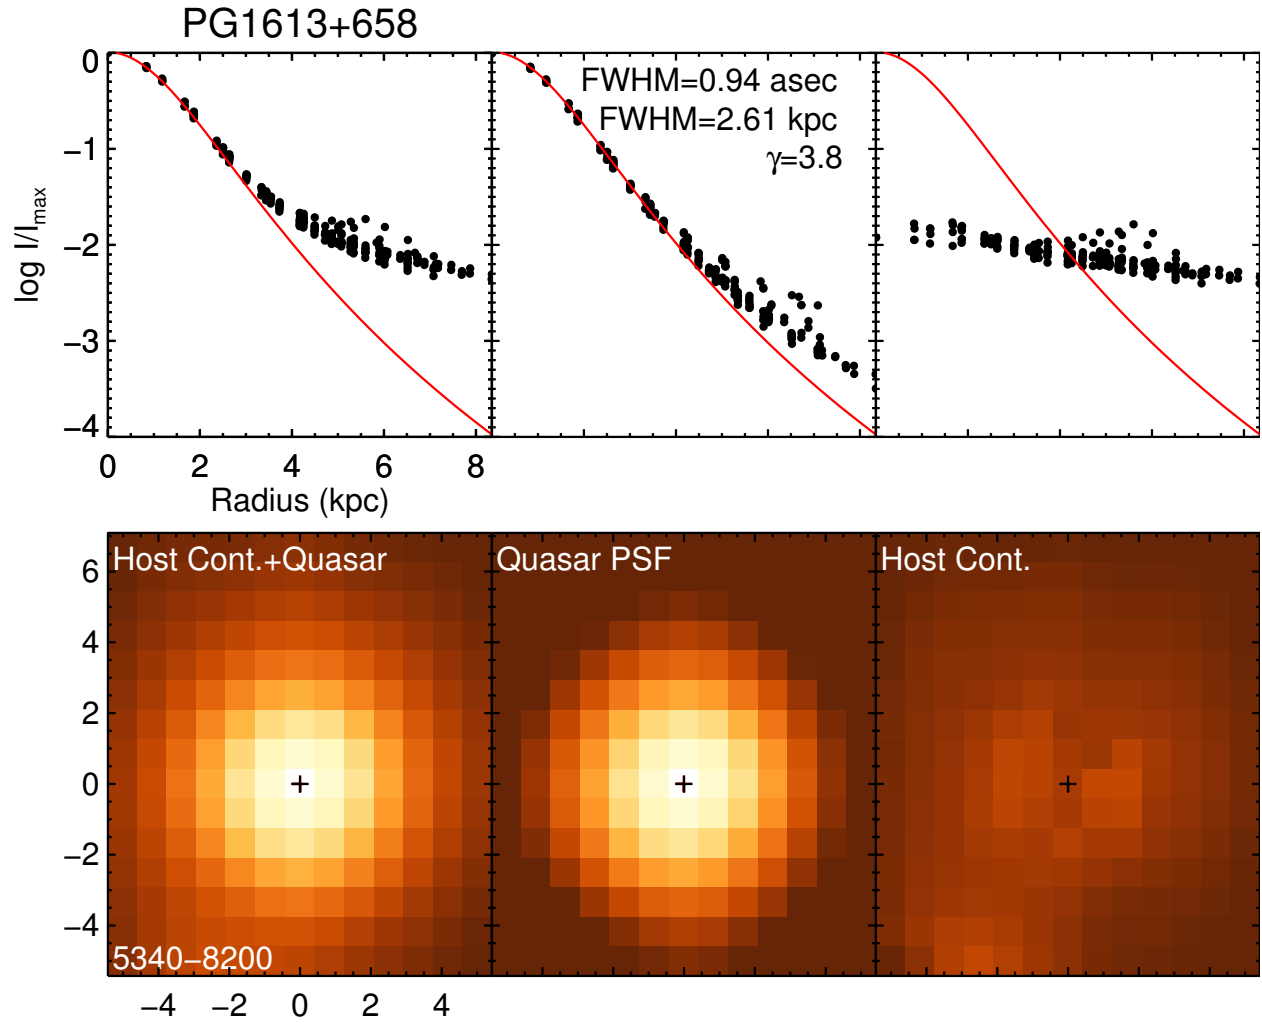 PG1613+658
0
−1
−2
−3
−4
log I/Imax
FWHM=0.94 asec
FWHM=2.61 kpc
γ=3.8
0 2 4 6 8
Radius (kpc)
Host Cont.+Quasar
Quasar PSF
Host Cont.
6
4
2
0
−2
−4
5340−8200
−4 −2 0 2 4